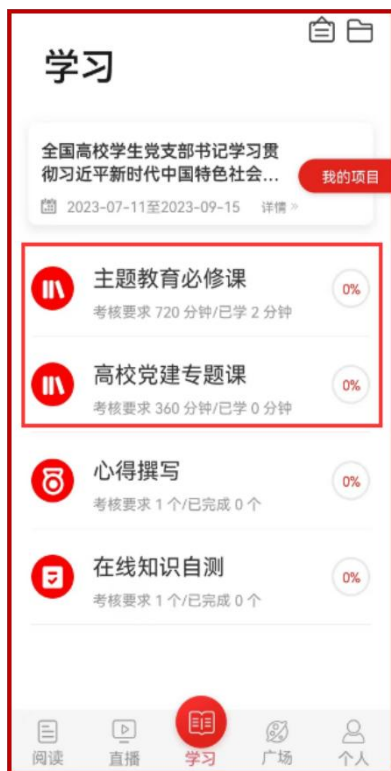 学习
全国高校学生党支部书记学习贯
彻习近平新时代中国特色社会...
我的项目
2023-07-11至2023-09-15 详情»
主题教育必修课
考核要求 720 分钟/已学 2 分钟
0%
高校党建专题课
考核要求 360 分钟/已学 0 分钟
0%
心得撰写
考核要求 1 个/已完成 0 个
0%
在线知识自测
考核要求 1 个/已完成 0 个
0%
阅读 直播 学习 广场 个人